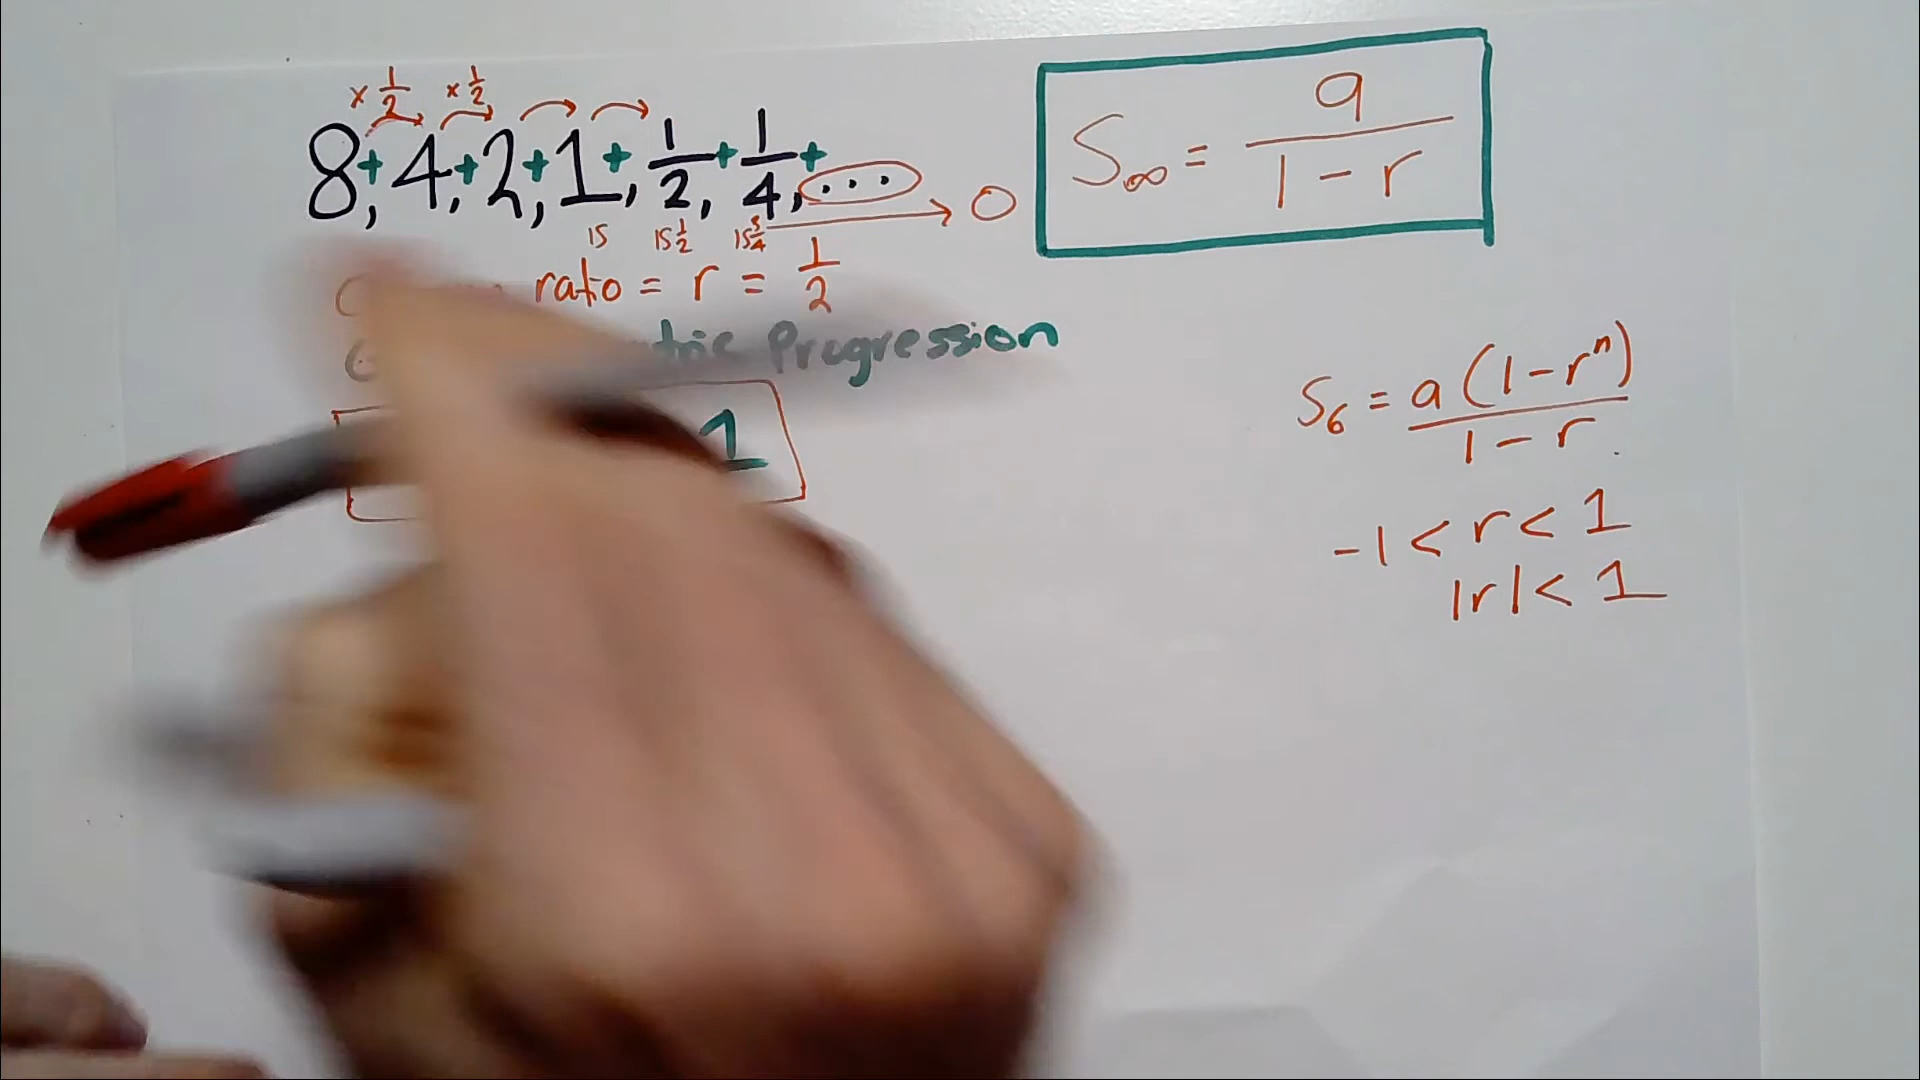 × 1/2 × 1/2
8, + 4, + 2, + 1, + 1/2, + 1/4, + ... → 0
15 15 1/2 15 3/4
ratio = r = 1/2
Progression
1
S∞ = a / 1 - r
S6 = a (1 - r^n) / 1 - r
-1 < r < 1
|r| < 1